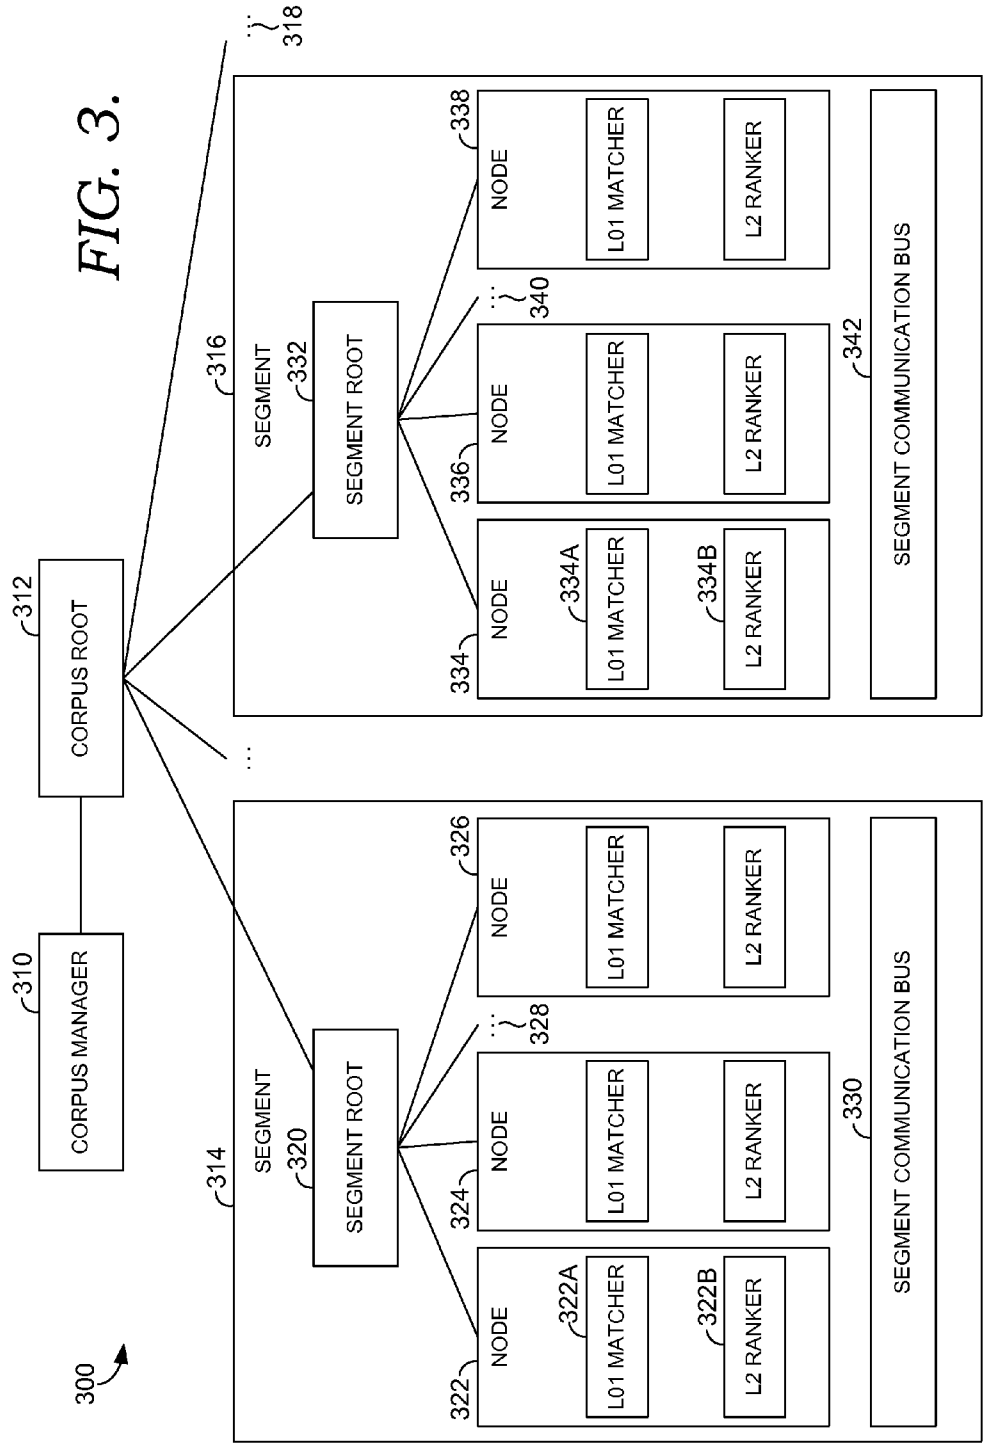 300
310
CORPUS MANAGER
312
CORPUS ROOT
FIG. 3.
314
SEGMENT
320
SEGMENT ROOT
322
NODE
322A
L01 MATCHER
322B
L2 RANKER
324
NODE
L01 MATCHER
L2 RANKER
...
328
326
NODE
L01 MATCHER
L2 RANKER
330
SEGMENT COMMUNICATION BUS
...
316
SEGMENT
332
SEGMENT ROOT
334
NODE
334A
L01 MATCHER
334B
L2 RANKER
336
NODE
L01 MATCHER
L2 RANKER
...
340
338
NODE
L01 MATCHER
L2 RANKER
342
SEGMENT COMMUNICATION BUS
...
318